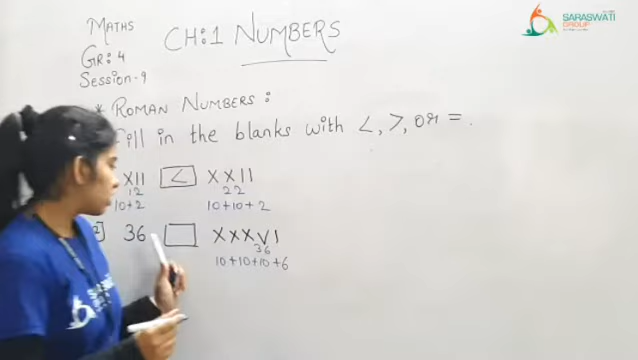 MATHS
GR: 4
Session-9
CH:1 NUMBERS
SARASWATI
GROUP
* ROMAN NUMBERS :
Fill in the blanks with <, >, or = .
XII < XXII
12 22
10+2 10+10+2
2] 36 XXXVI
36
10+10+10+6